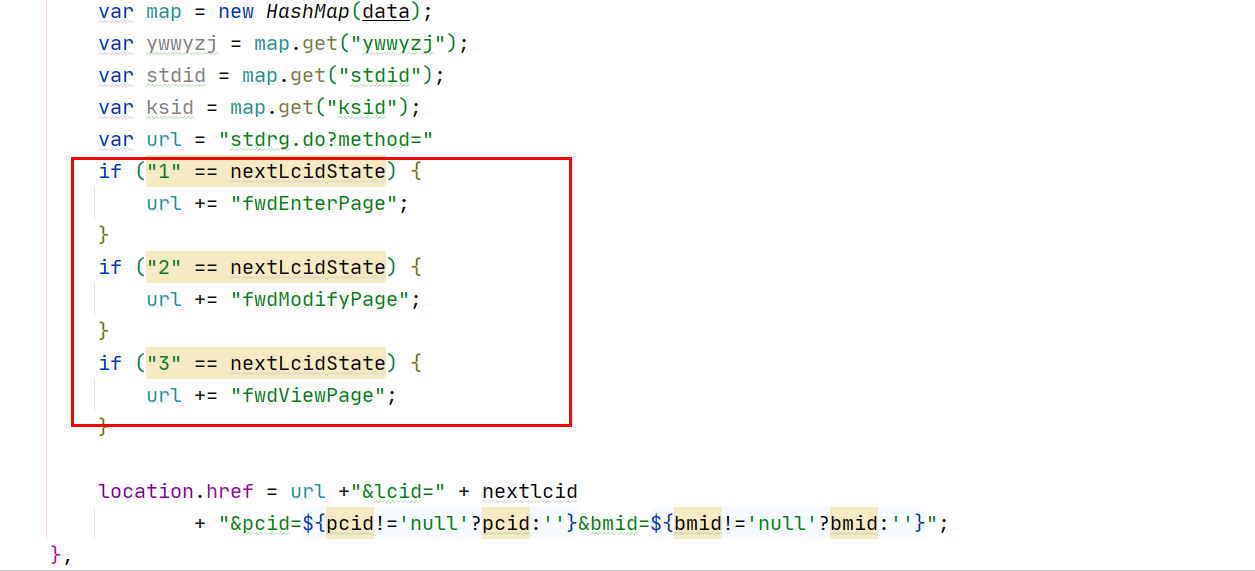 var map = new HashMap(data);
var ywwyzj = map.get("ywwyzj");
var stdid = map.get("stdid");
var ksid = map.get("ksid");
var url = "stdrg.do?method="
if ("1" == nextLcidState) {
url += "fwdEnterPage";
}
if ("2" == nextLcidState) {
url += "fwdModifyPage";
}
if ("3" == nextLcidState) {
url += "fwdViewPage";
}
location.href = url +"&lcid=" + nextlcid
+ "&pcid=${pcid!='null'?pcid:''}&bmid=${bmid!='null'?bmid:''}";
},